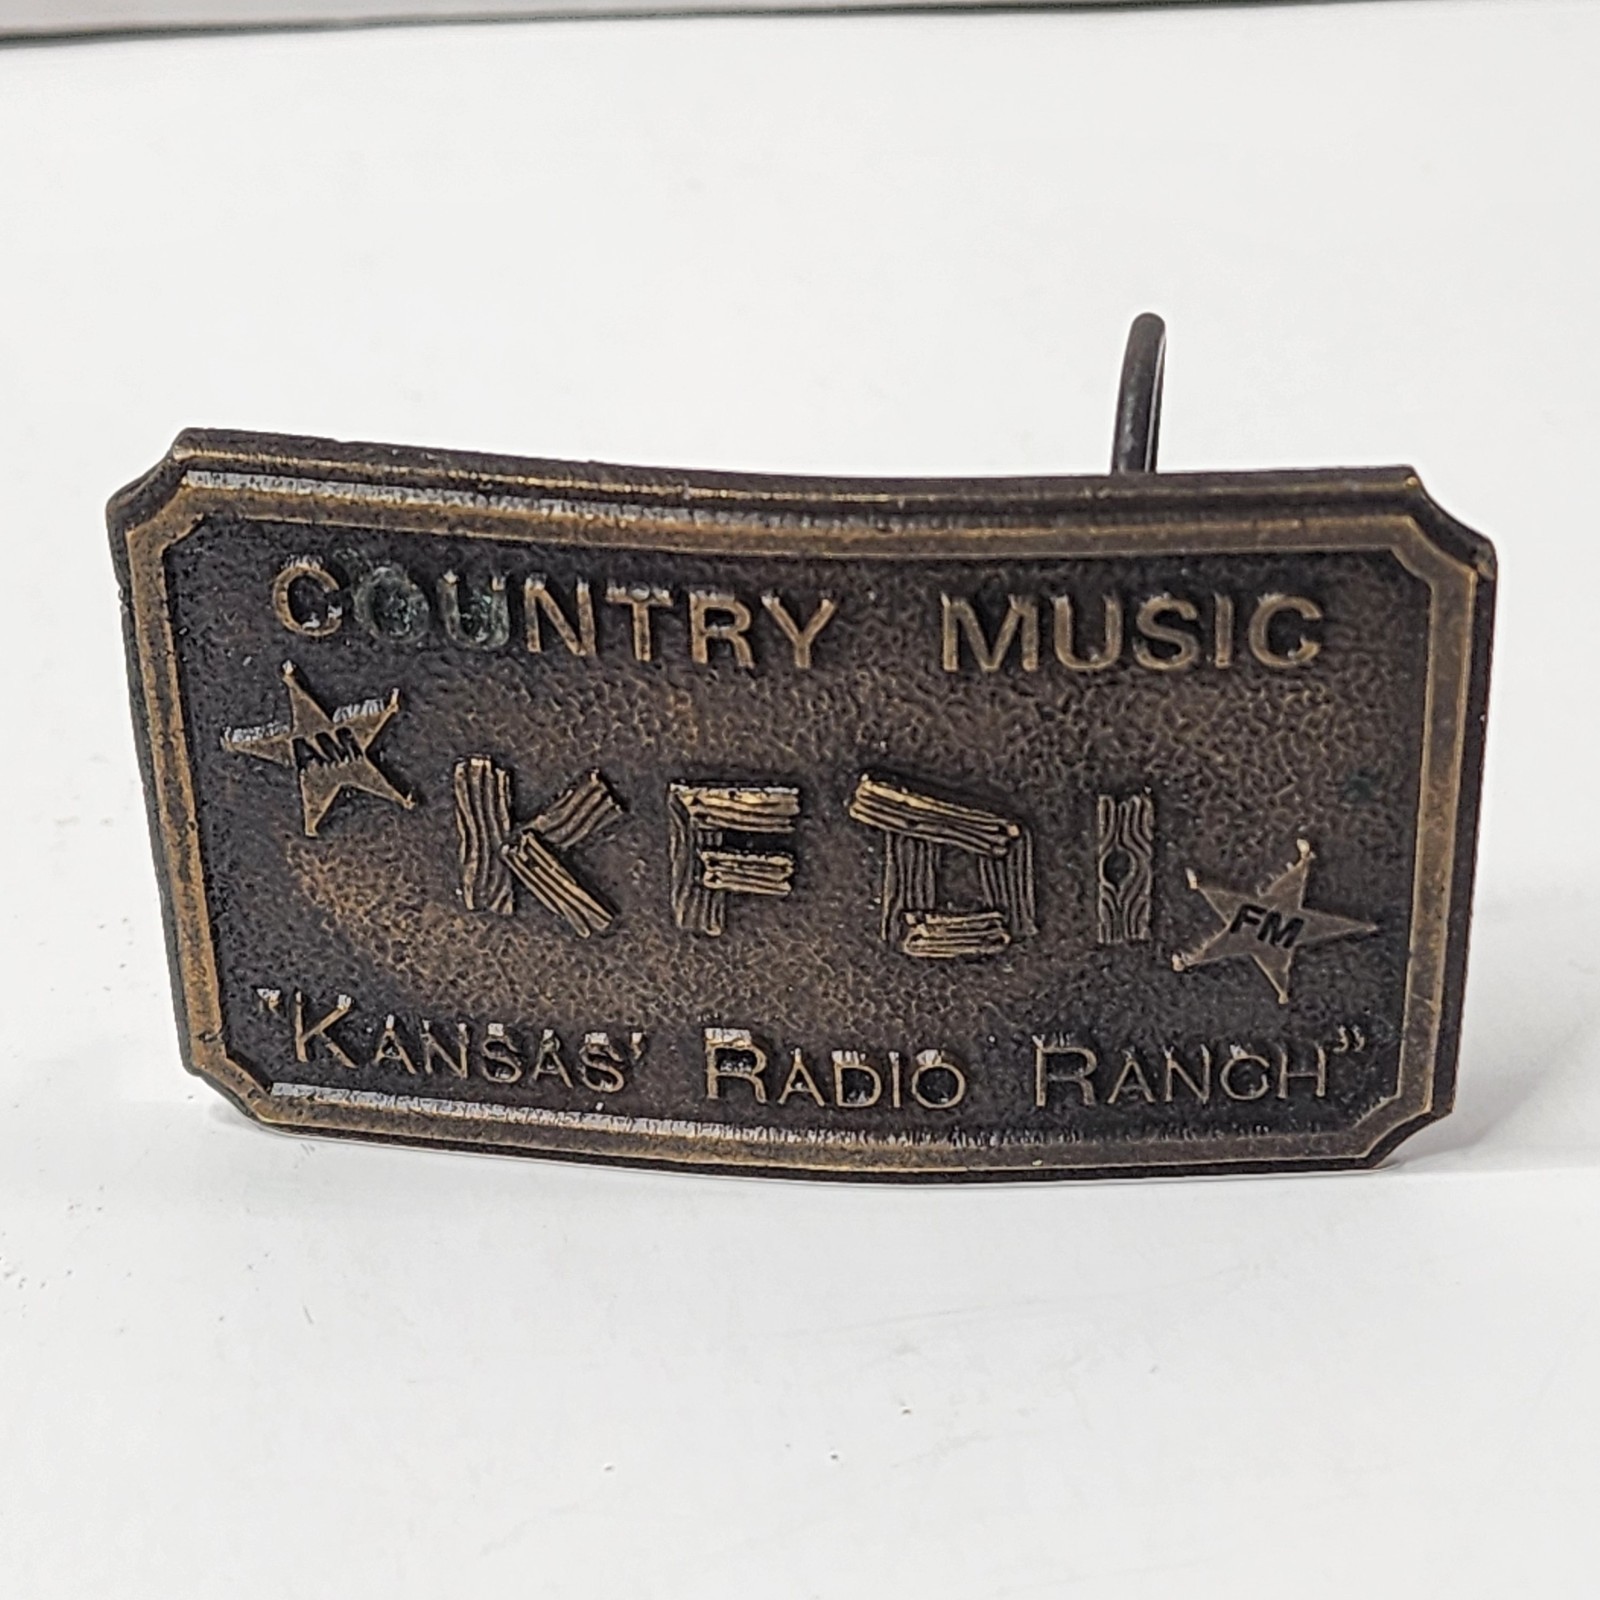 COUNTRY MUSIC
AM
KFDI
FM
"KANSAS' RADIO RANCH"